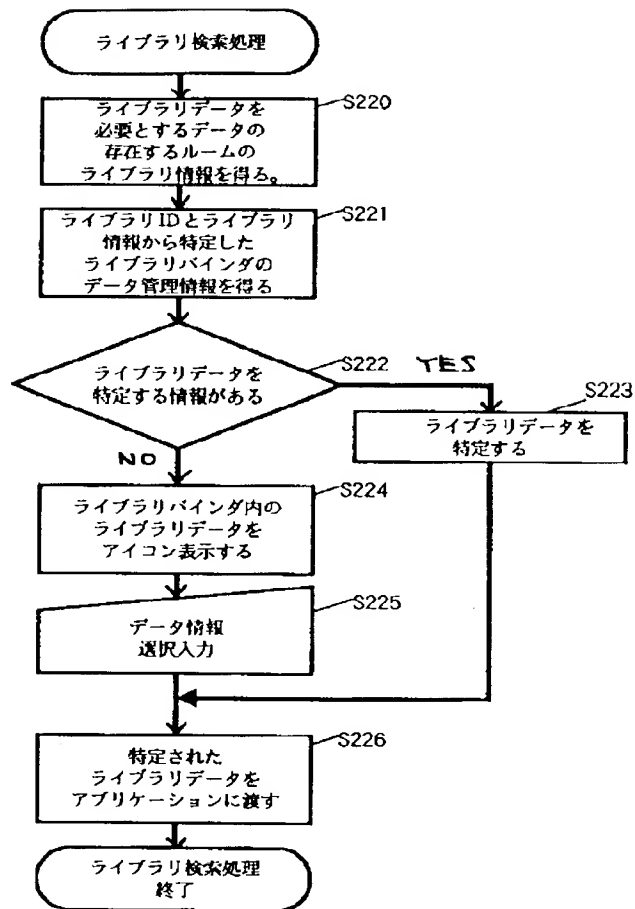 ライブラリ検索処理
S220
ライブラリデータを
必要とするデータの
存在するルームの
ライブラリ情報を得る。
S221
ライブラリIDとライブラリ
情報から特定した
ライブラリバインダの
データ管理情報を得る
S222
ライブラリデータを
特定する情報がある
YES
S223
ライブラリデータを
特定する
NO
S224
ライブラリバインダ内の
ライブラリデータを
アイコン表示する
S225
データ情報
選択入力
S226
特定された
ライブラリデータを
アプリケーションに渡す
ライブラリ検索処理
終了